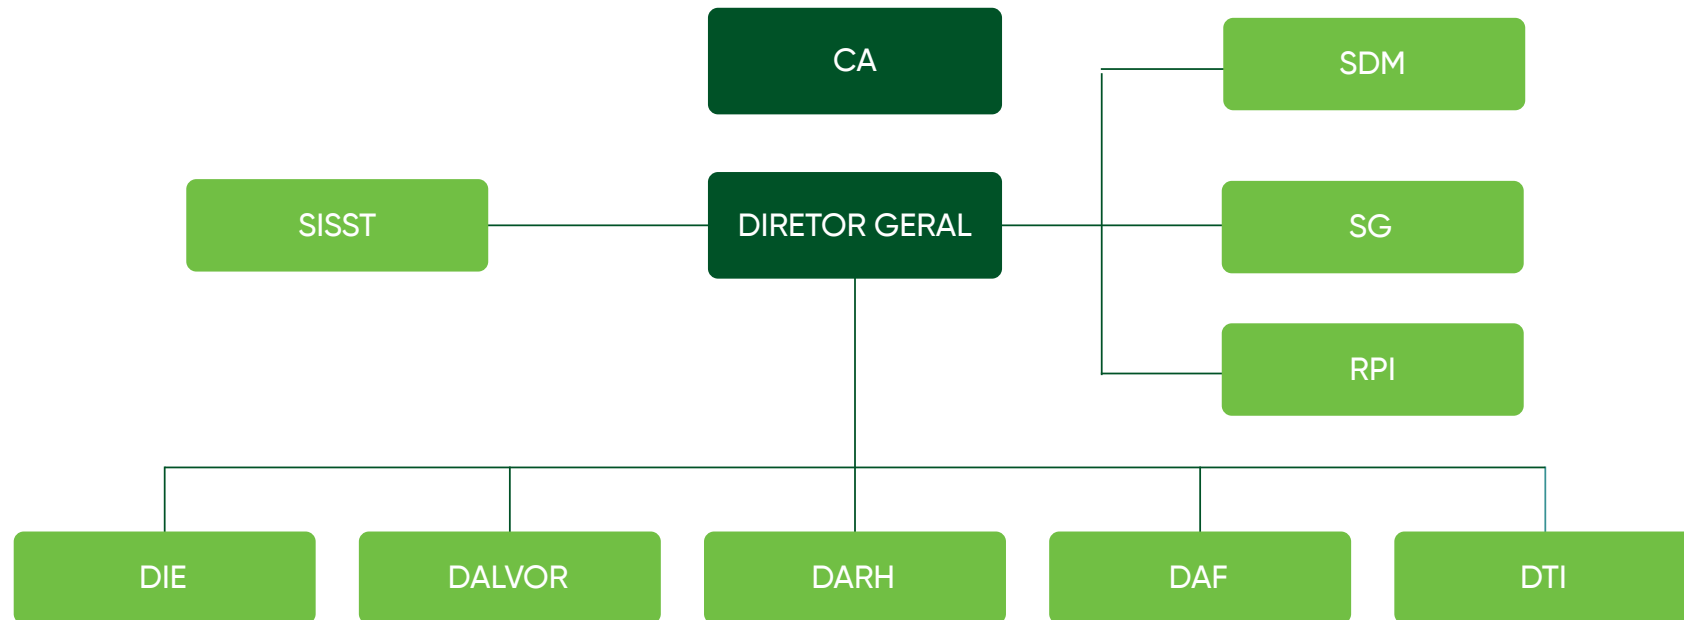 CA
SDM
SISST
DIRETOR GERAL
SG
RPI
DIE
DALVOR
DARH
DAF
DTI